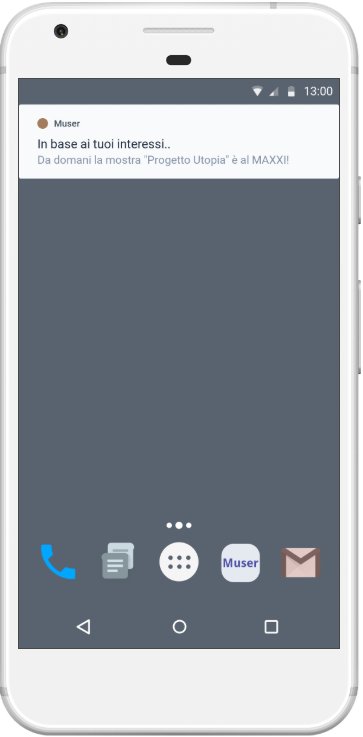 13:00
Muser
In base ai tuoi interessi..
Da domani la mostra "Progetto Utopia" è al MAXXI!
Muser